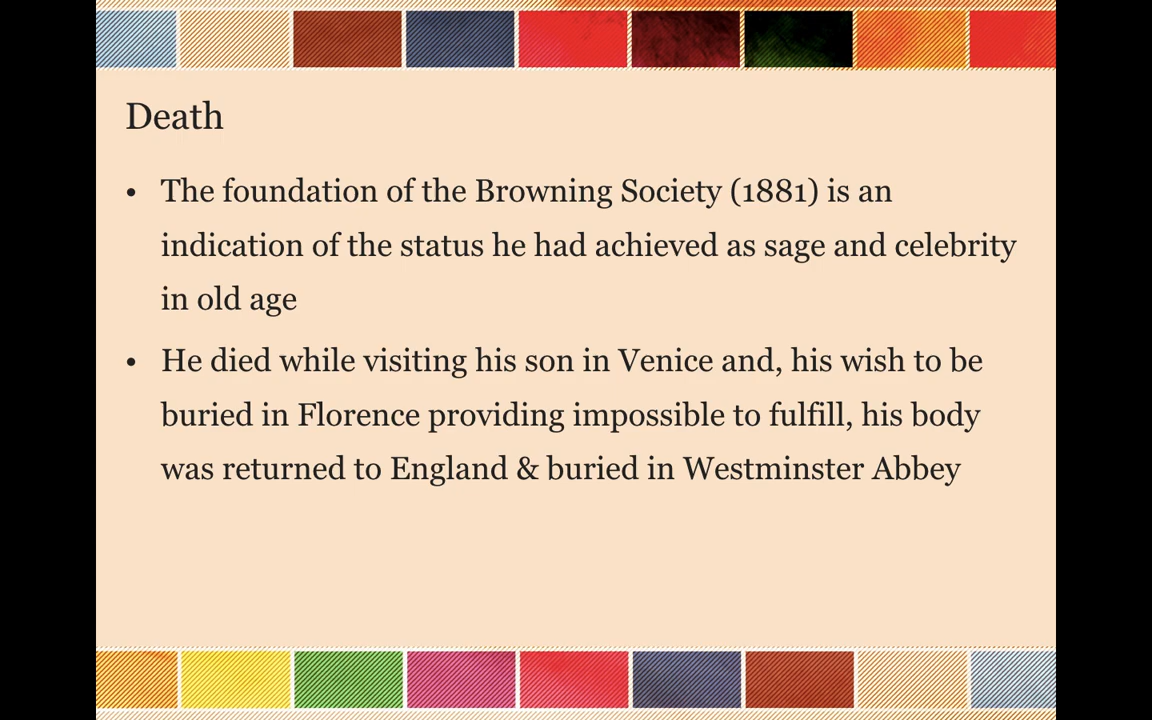 Death
• The foundation of the Browning Society (1881) is an
indication of the status he had achieved as sage and celebrity
in old age
• He died while visiting his son in Venice and, his wish to be
buried in Florence providing impossible to fulfill, his body
was returned to England & buried in Westminster Abbey